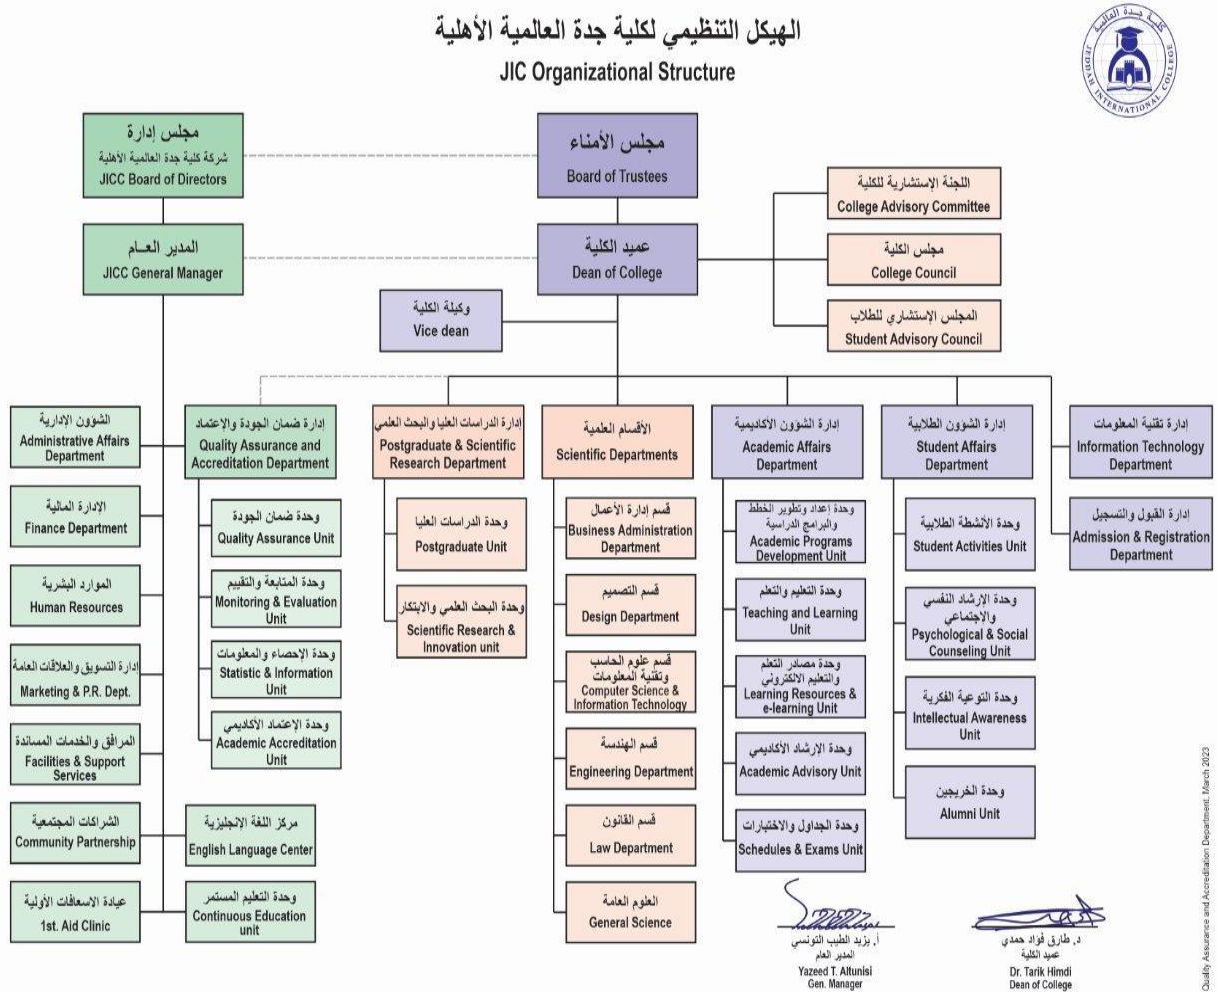 الهيكل التنظيمي لكلية جدة العالمية الأهلية
JIC Organizational Structure
كلية جدة العالمية
JEDDAH INTERNATIONAL COLLEGE
مجلس إدارة
شركة كلية جدة العالمية الأهلية
JICC Board of Directors
مجلس الأمناء
Board of Trustees
اللجنة الإستشارية للكلية
College Advisory Committee
المدير العـام
JICC General Manager
عميد الكلية
Dean of College
مجلس الكلية
College Council
وكيلة الكلية
Vice dean
المجلس الإستشاري للطلاب
Student Advisory Council
الشؤون الإدارية
Administrative Affairs
Department
الإدارة المالية
Finance Department
الموارد البشرية
Human Resources
إدارة التسويق والعلاقات العامة
Marketing & P.R. Dept.
المرافق والخدمات المساندة
Facilities & Support
Services
الشراكات المجتمعية
Community Partnership
عيادة الاسعافات الأولية
1st. Aid Clinic
إدارة ضمان الجودة والاعتماد
Quality Assurance and
Accreditation Department
وحدة ضمان الجودة
Quality Assurance Unit
وحدة المتابعة والتقييم
Monitoring & Evaluation
Unit
وحدة الإحصاء والمعلومات
Statistic & Information
Unit
وحدة الإعتماد الأكاديمي
Academic Accreditation
Unit
مركز اللغة الإنجليزية
English Language Center
وحدة التعليم المستمر
Continuous Education
unit
إدارة الدراسات العليا والبحث العلمي
Postgraduate & Scientific
Research Department
وحدة الدراسات العليا
Postgraduate Unit
وحدة البحث العلمي والابتكار
Scientific Research &
Innovation unit
الأقسام العلمية
Scientific Departments
قسم إدارة الأعمال
Business Administration
Department
قسم التصميم
Design Department
قسم علوم الحاسب
وتقنية المعلومات
Computer Science &
Information Technology
قسم الهندسة
Engineering Department
قسم القانون
Law Department
العلوم العامة
General Science
إدارة الشؤون الأكاديمية
Academic Affairs
Department
وحدة إعداد وتطوير الخطط
والبرامج الدراسية
Academic Programs
Development Unit
وحدة التعليم والتعلم
Teaching and Learning
Unit
وحدة مصادر التعلم
والتعليم الالكتروني
Learning Resources &
e-learning Unit
وحدة الارشاد الأكاديمي
Academic Advisory Unit
وحدة الجداول والاختبارات
Schedules & Exams Unit
إدارة الشؤون الطلابية
Student Affairs
Department
وحدة الأنشطة الطلابية
Student Activities Unit
وحدة الإرشاد النفسي
والإجتماعي
Psychological & Social
Counseling Unit
وحدة التوعية الفكرية
Intellectual Awareness
Unit
وحدة الخريجين
Alumni Unit
إدارة تقنية المعلومات
Information Technology
Department
إدارة القبول والتسجيل
Admission & Registration
Department
أ. يزيد الطيب التونسي
المدير العام
Yazeed T. Altunisi
Gen. Manager
د. طارق فؤاد حمدي
عميد الكلية
Dr. Tarik Himdi
Dean of College
Quality Assurance and Accreditation Department, March 2023